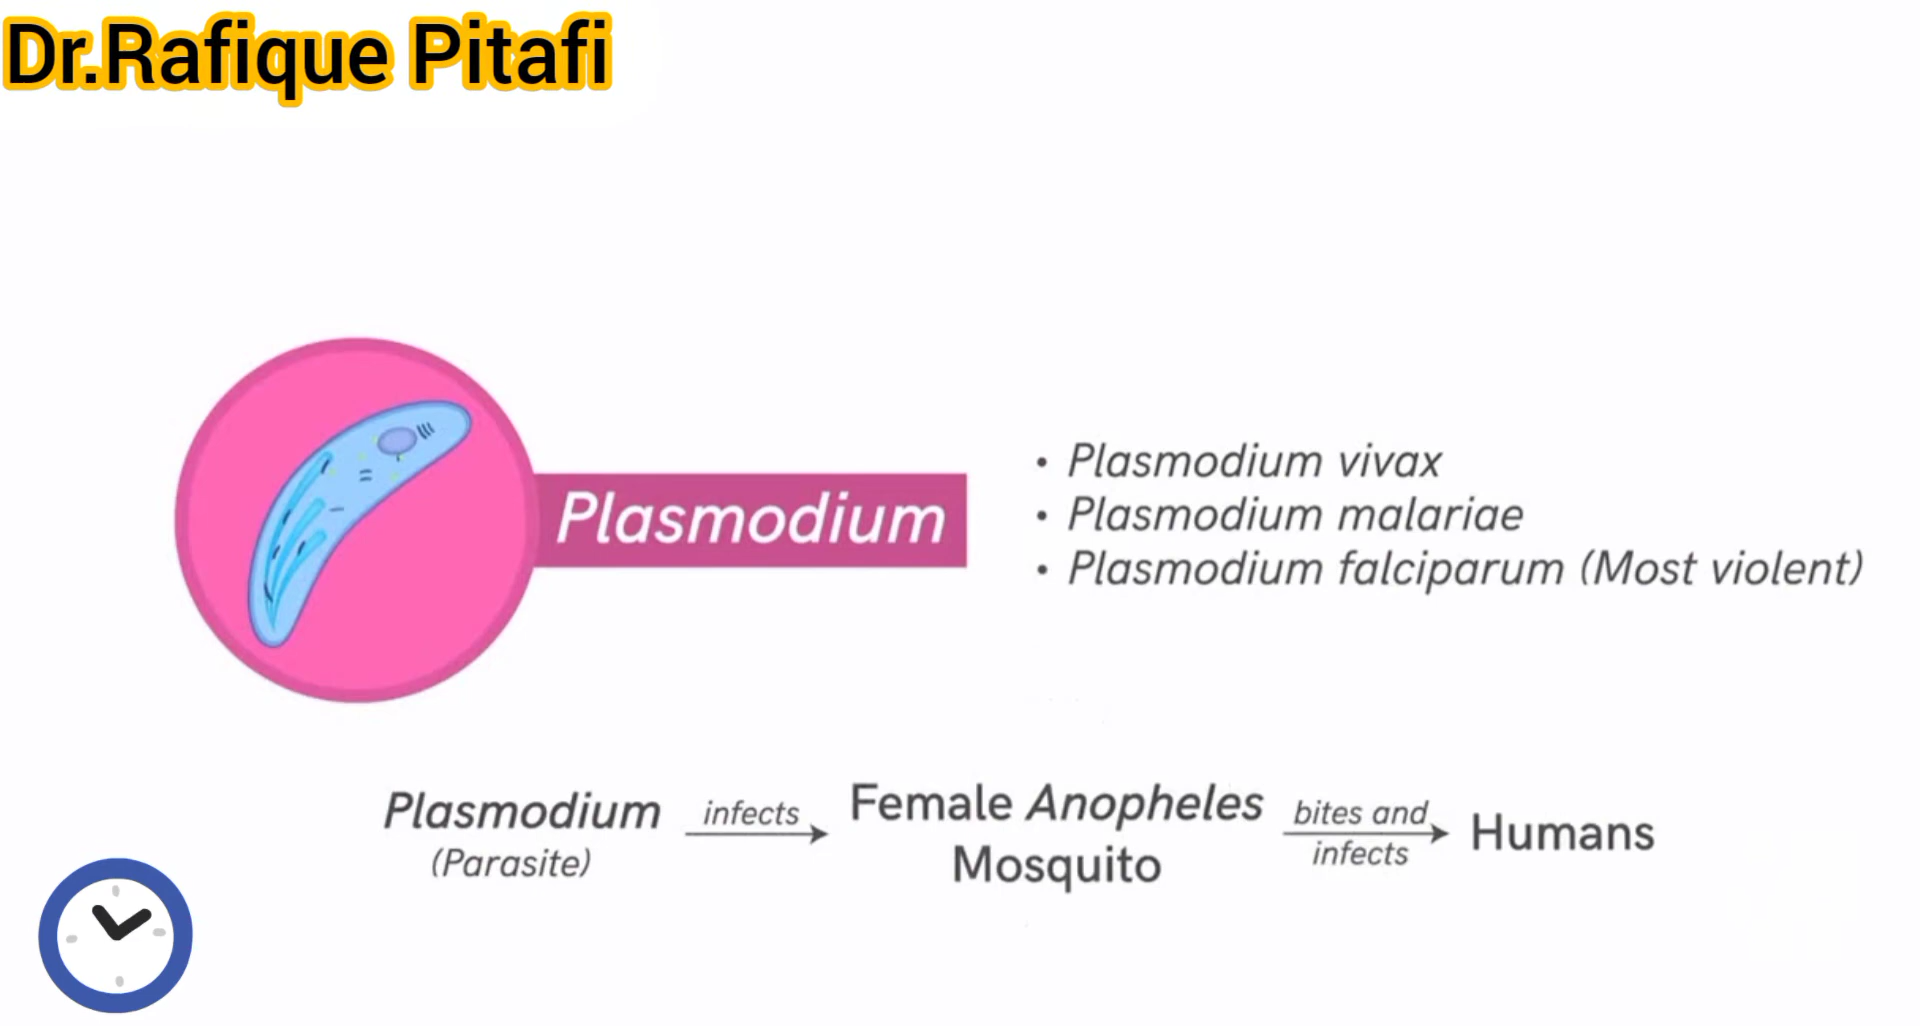 Dr.Rafique Pitafi
Plasmodium
• Plasmodium vivax
• Plasmodium malariae
• Plasmodium falciparum (Most violent)
Plasmodium
(Parasite)
infects
Female Anopheles
Mosquito
bites and
infects
Humans